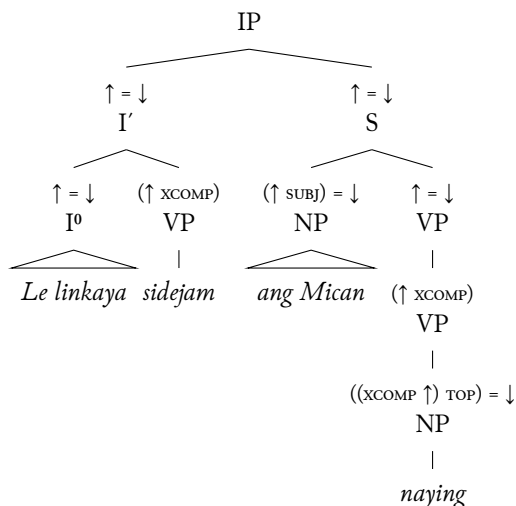 IP
↑ = ↓ ↑ = ↓
I′ S
↑ = ↓ (↑ XCOMP) (↑ SUBJ) = ↓ ↑ = ↓
I⁰ VP NP VP
Le linkaya sidejam ang Mican (↑ XCOMP)
VP
((XCOMP ↑) TOP) = ↓
NP
naying